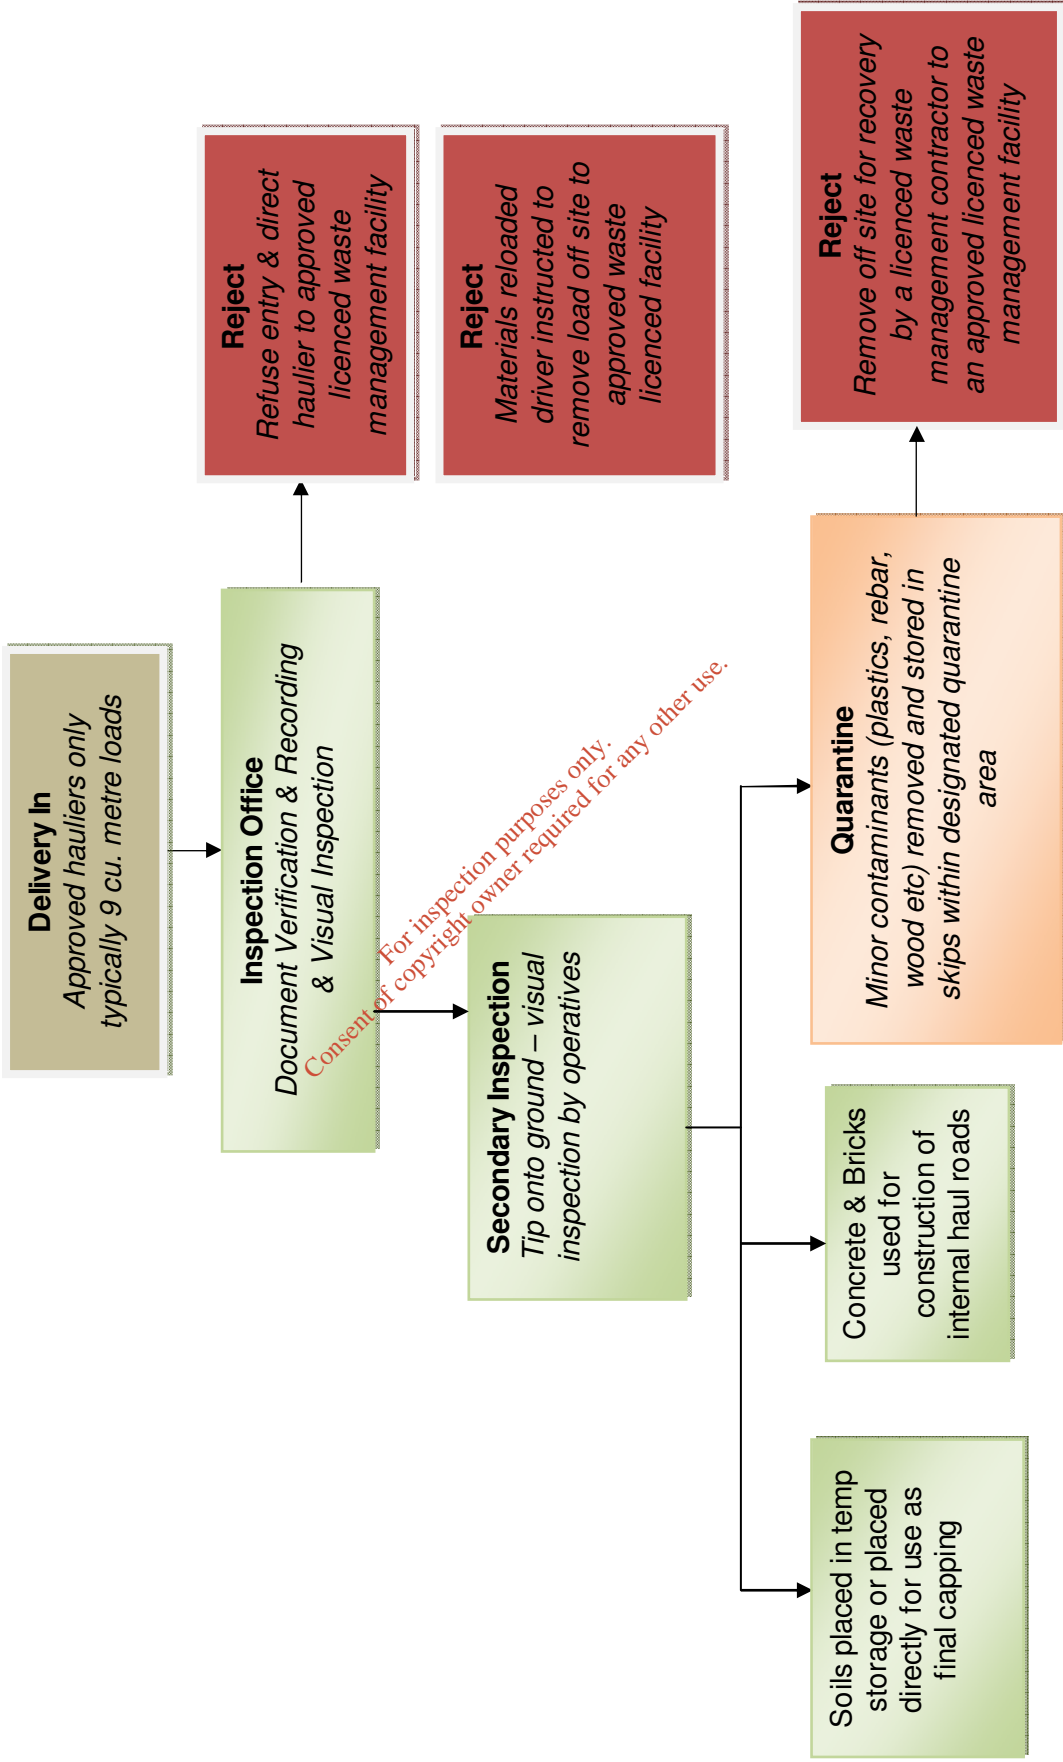 Delivery In
Approved hauliers only
typically 9 cu. metre loads
Inspection Office
Document Verification & Recording
& Visual Inspection
Reject
Refuse entry & direct
haulier to approved
licenced waste
management facility
Secondary Inspection
Tip onto ground – visual
inspection by operatives
Reject
Materials reloaded
driver instructed to
remove load off site to
approved waste
licenced facility
Soils placed in temp
storage or placed
directly for use as
final capping
Concrete & Bricks
used for
construction of
internal haul roads
Quarantine
Minor contaminants (plastics, rebar,
wood etc) removed and stored in
skips within designated quarantine
area
Reject
Remove off site for recovery
by a licenced waste
management contractor to
an approved licenced waste
management facility
For inspection purposes only.
Consent of copyright owner required for any other use.